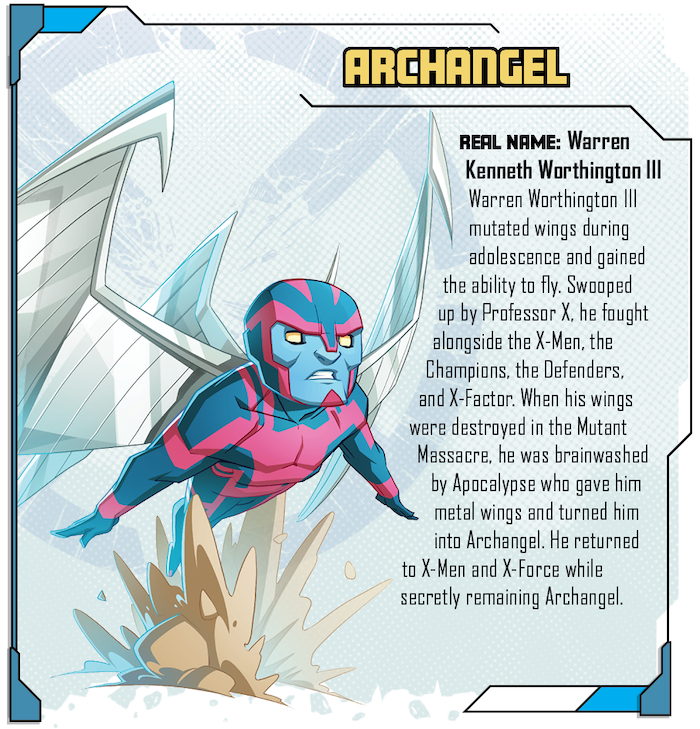 ARCHANGEL
REAL NAME: Warren
Kenneth Worthington III
Warren Worthington III
mutated wings during
adolescence and gained
the ability to fly. Swooped
up by Professor X, he fought
alongside the X-Men, the
Champions, the Defenders,
and X-Factor. When his wings
were destroyed in the Mutant
Massacre, he was brainwashed
by Apocalypse who gave him
metal wings and turned him
into Archangel. He returned
to X-Men and X-Force while
secretly remaining Archangel.